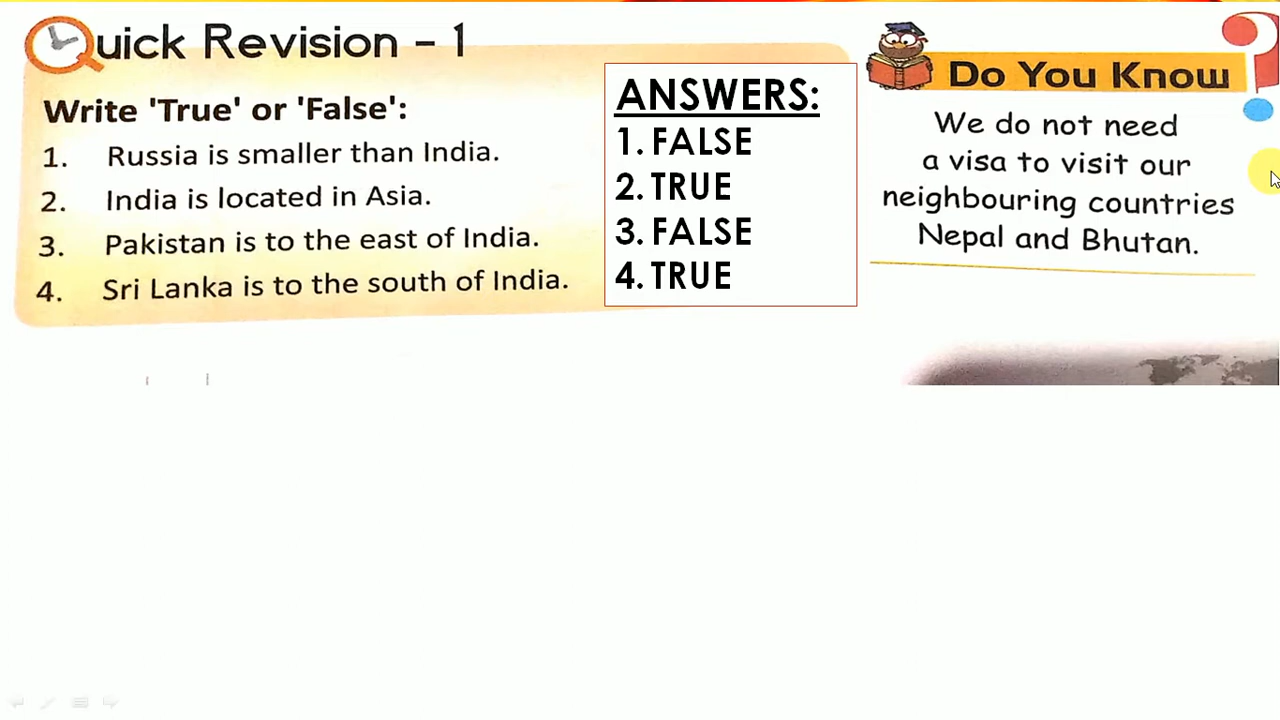 Quick Revision - 1
Write 'True' or 'False':
1. Russia is smaller than India.
2. India is located in Asia.
3. Pakistan is to the east of India.
4. Sri Lanka is to the south of India.
ANSWERS:
1. FALSE
2. TRUE
3. FALSE
4. TRUE
Do You Know
?
We do not need
a visa to visit our
neighbouring countries
Nepal and Bhutan.